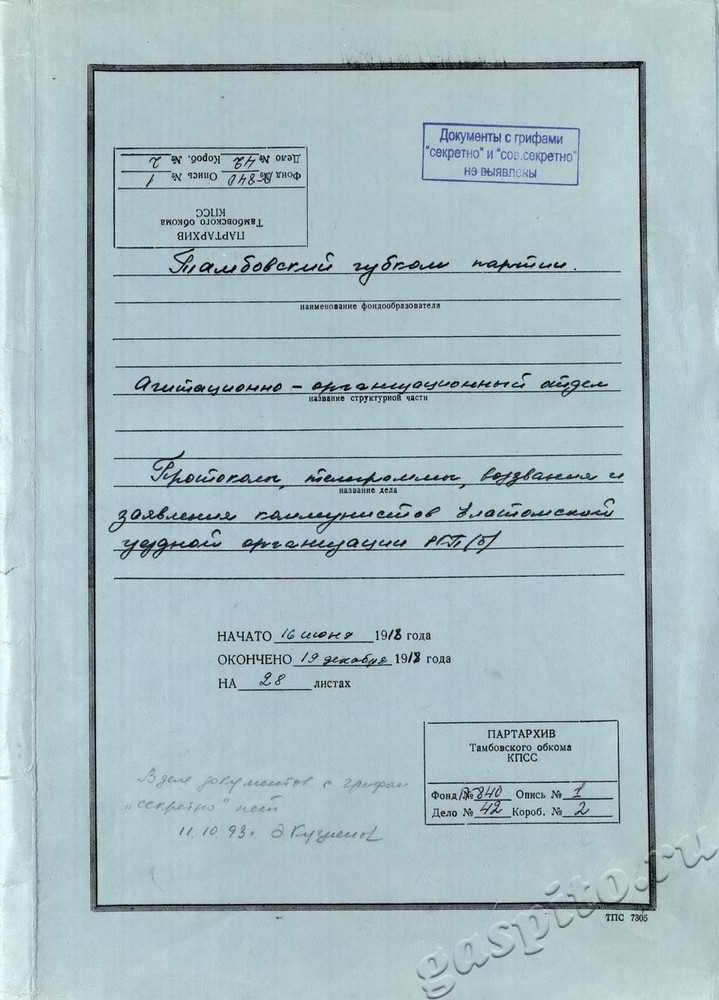 Документы с грифами
"секретно" и "сов.секретно"
не выявлены
ПАРТАРХИВ
Тамбовского обкома
КПСС
Фонд № 840 Опись № 1
Дело № 42 Короб. № 2
Тамбовский губком партии.
наименование фондообразователя
Агитационно – организационный отдел
название структурной части
Протоколы, телеграммы, воззвания и
название дела
заявления коммунистов Елатомской
уездной организации РКП(б)
НАЧАТО 16 июня 1918 года
ОКОНЧЕНО 19 декабря 1918 года
НА 28 листах
ПАРТАРХИВ
Тамбовского обкома
КПСС
Фонд № 840 Опись № 1
Дело № 42 Короб. № 2
В деле документов с грифом
"секретно" нет
11.10.93г.
ТПС 7305
gaspito.ru